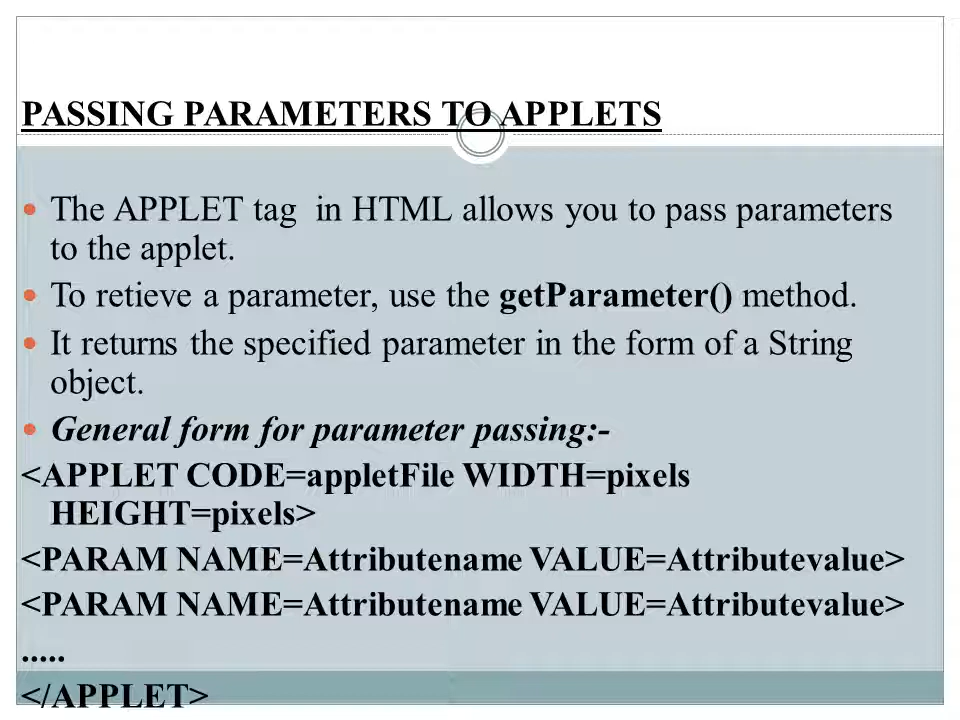 PASSING PARAMETERS TO APPLETS
The APPLET tag  in HTML allows you to pass parameters
to the applet.
To retieve a parameter, use the getParameter() method.
It returns the specified parameter in the form of a String
object.
General form for parameter passing:-
<APPLET CODE=appletFile WIDTH=pixels
HEIGHT=pixels>
<PARAM NAME=Attributename VALUE=Attributevalue>
<PARAM NAME=Attributename VALUE=Attributevalue>
.....
</APPLET>